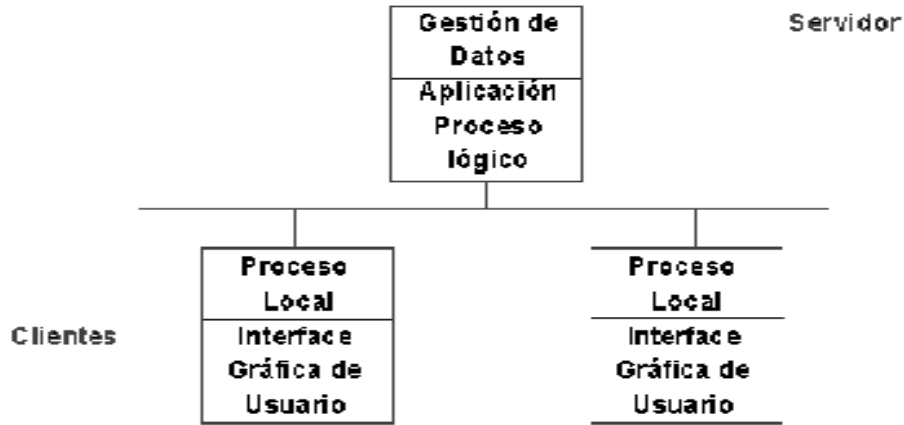 Gestión de
Datos
Servidor
Aplicación
Proceso
lógico
Proceso
Local
Interface
Gráfica de
Usuario
Proceso
Local
Interface
Gráfica de
Usuario
Clientes